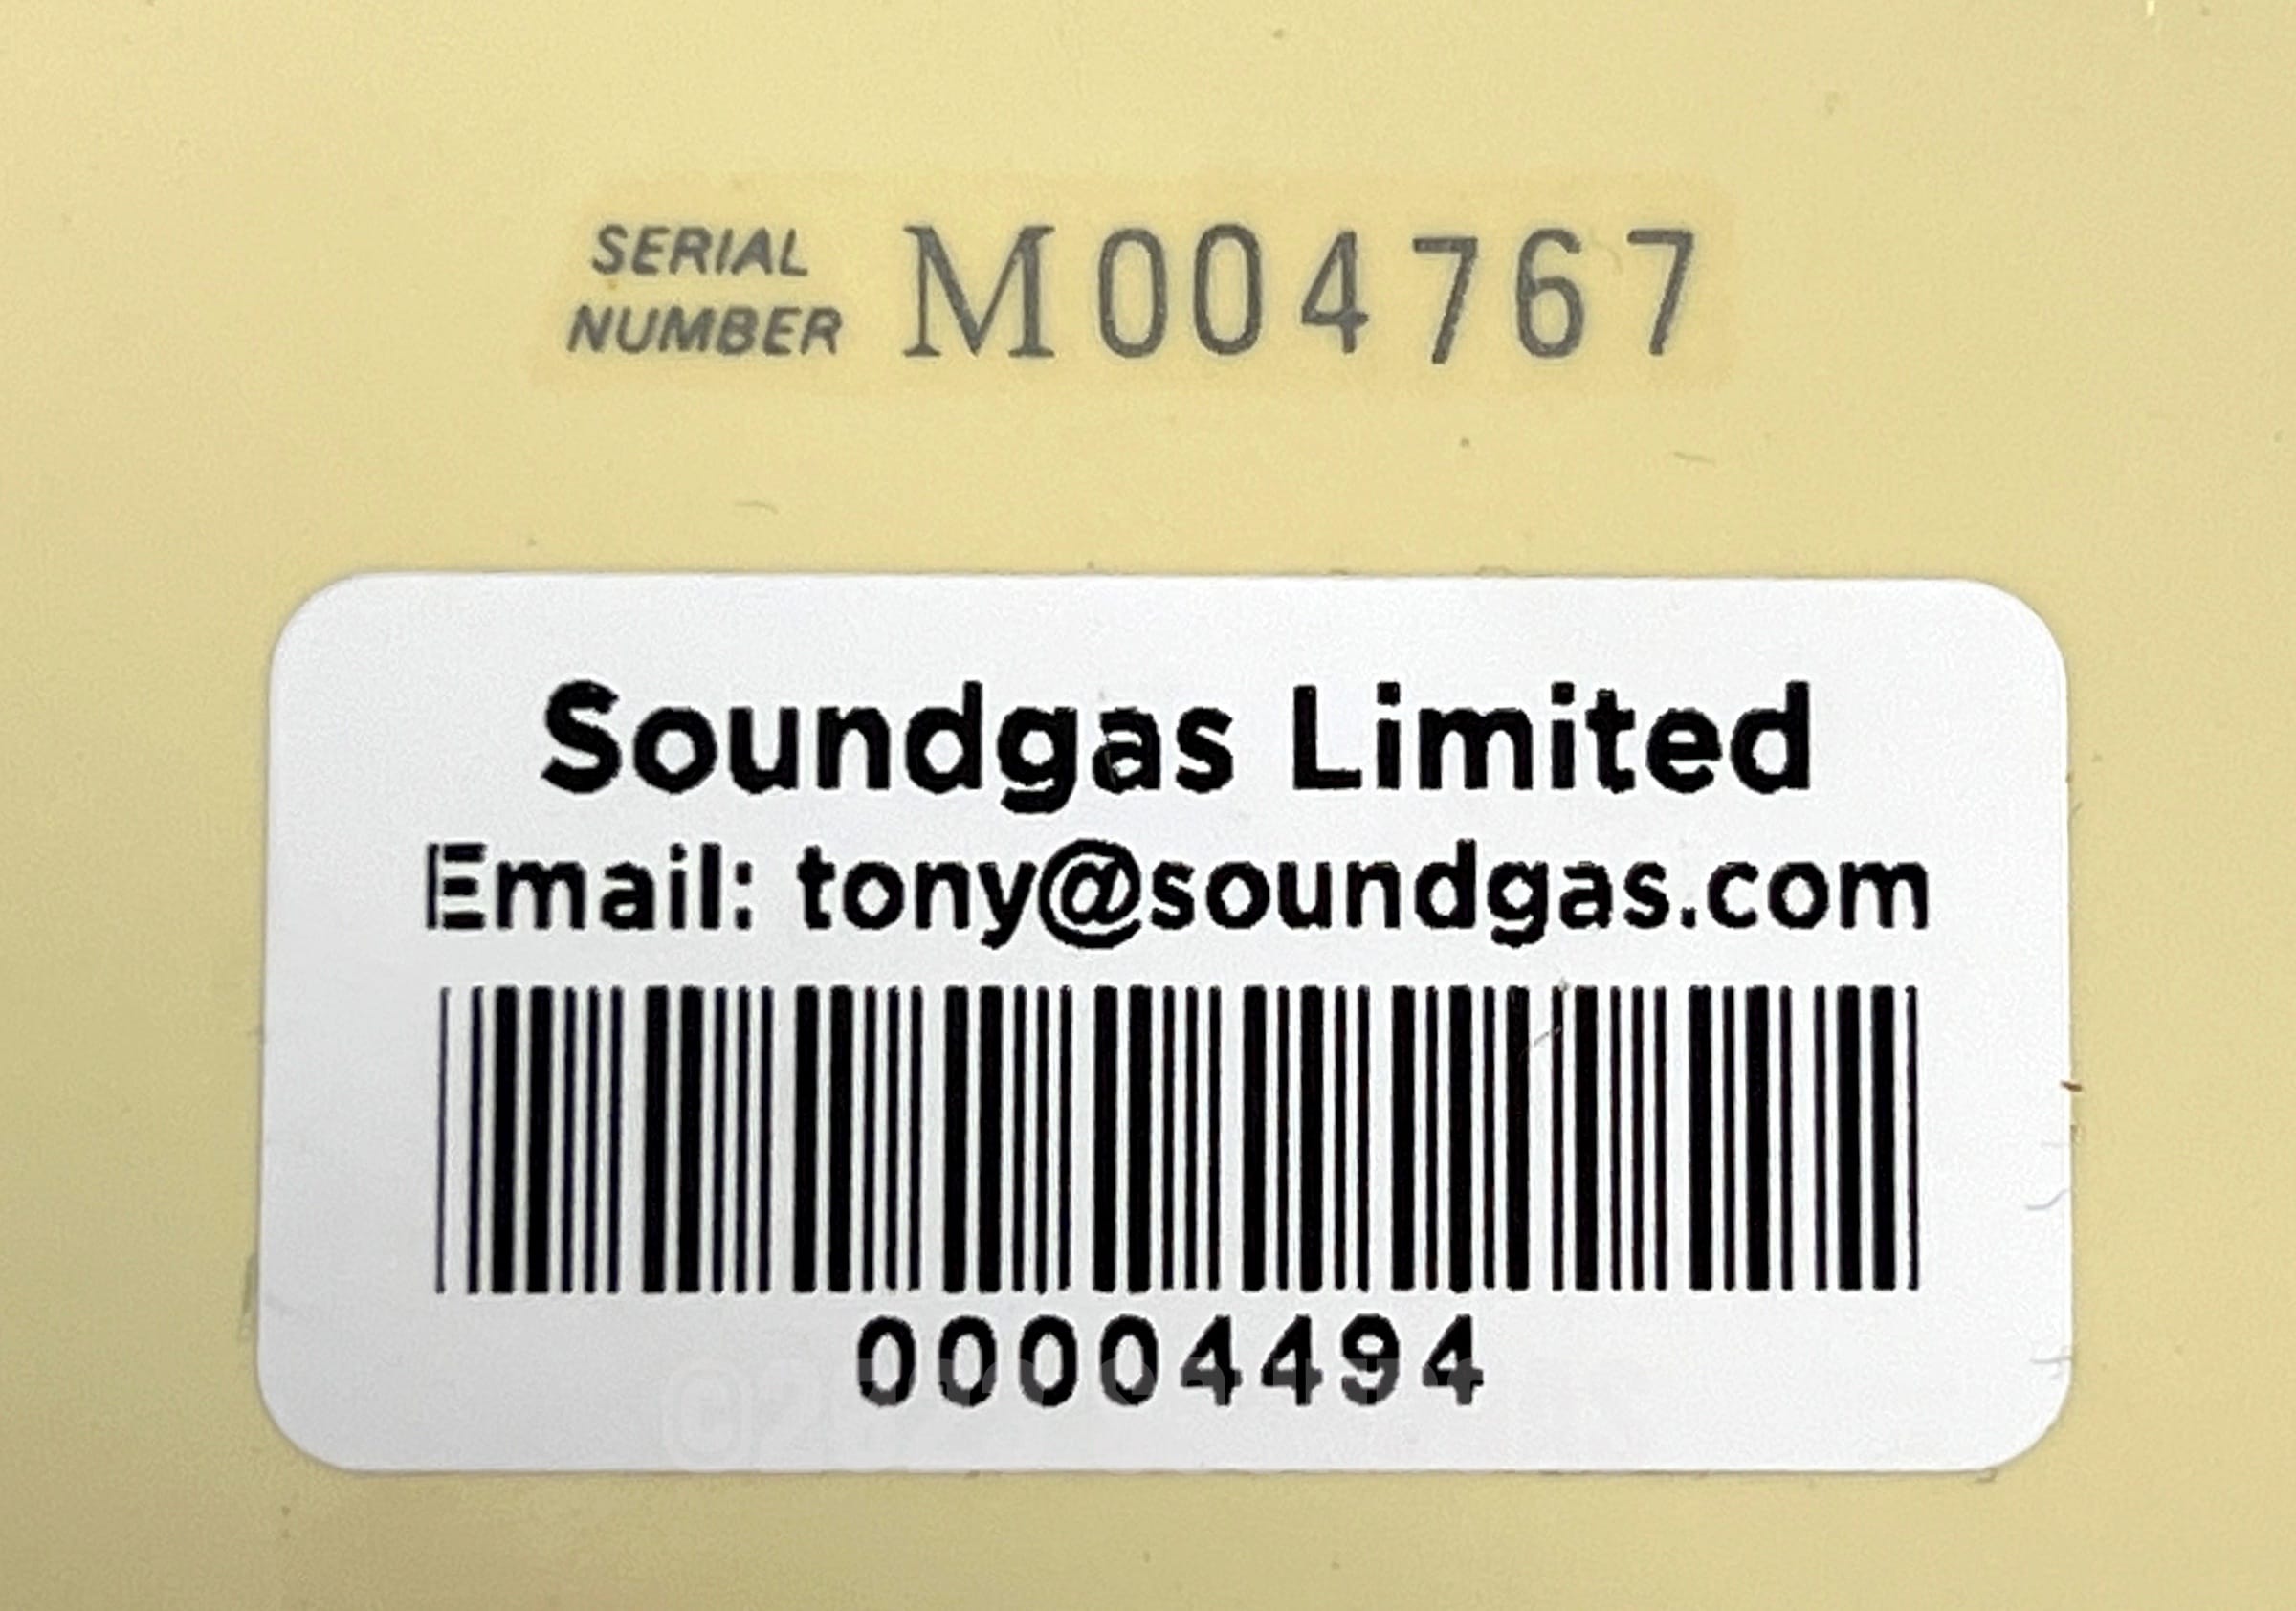 SERIAL
NUMBER M004767
Soundgas Limited
Email: tony@soundgas.com
00004494